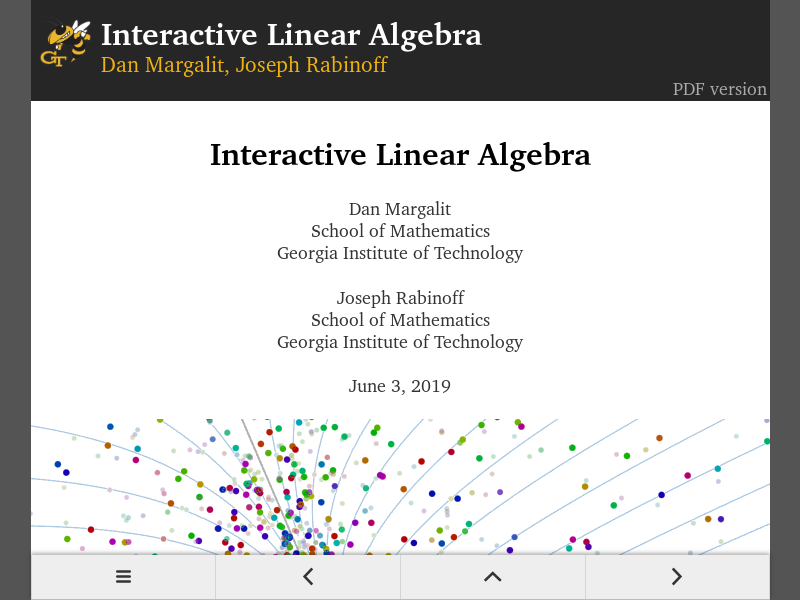 Interactive Linear Algebra
Dan Margalit, Joseph Rabinoff
GT
PDF version
Interactive Linear Algebra
Dan Margalit
School of Mathematics
Georgia Institute of Technology
Joseph Rabinoff
School of Mathematics
Georgia Institute of Technology
June 3, 2019